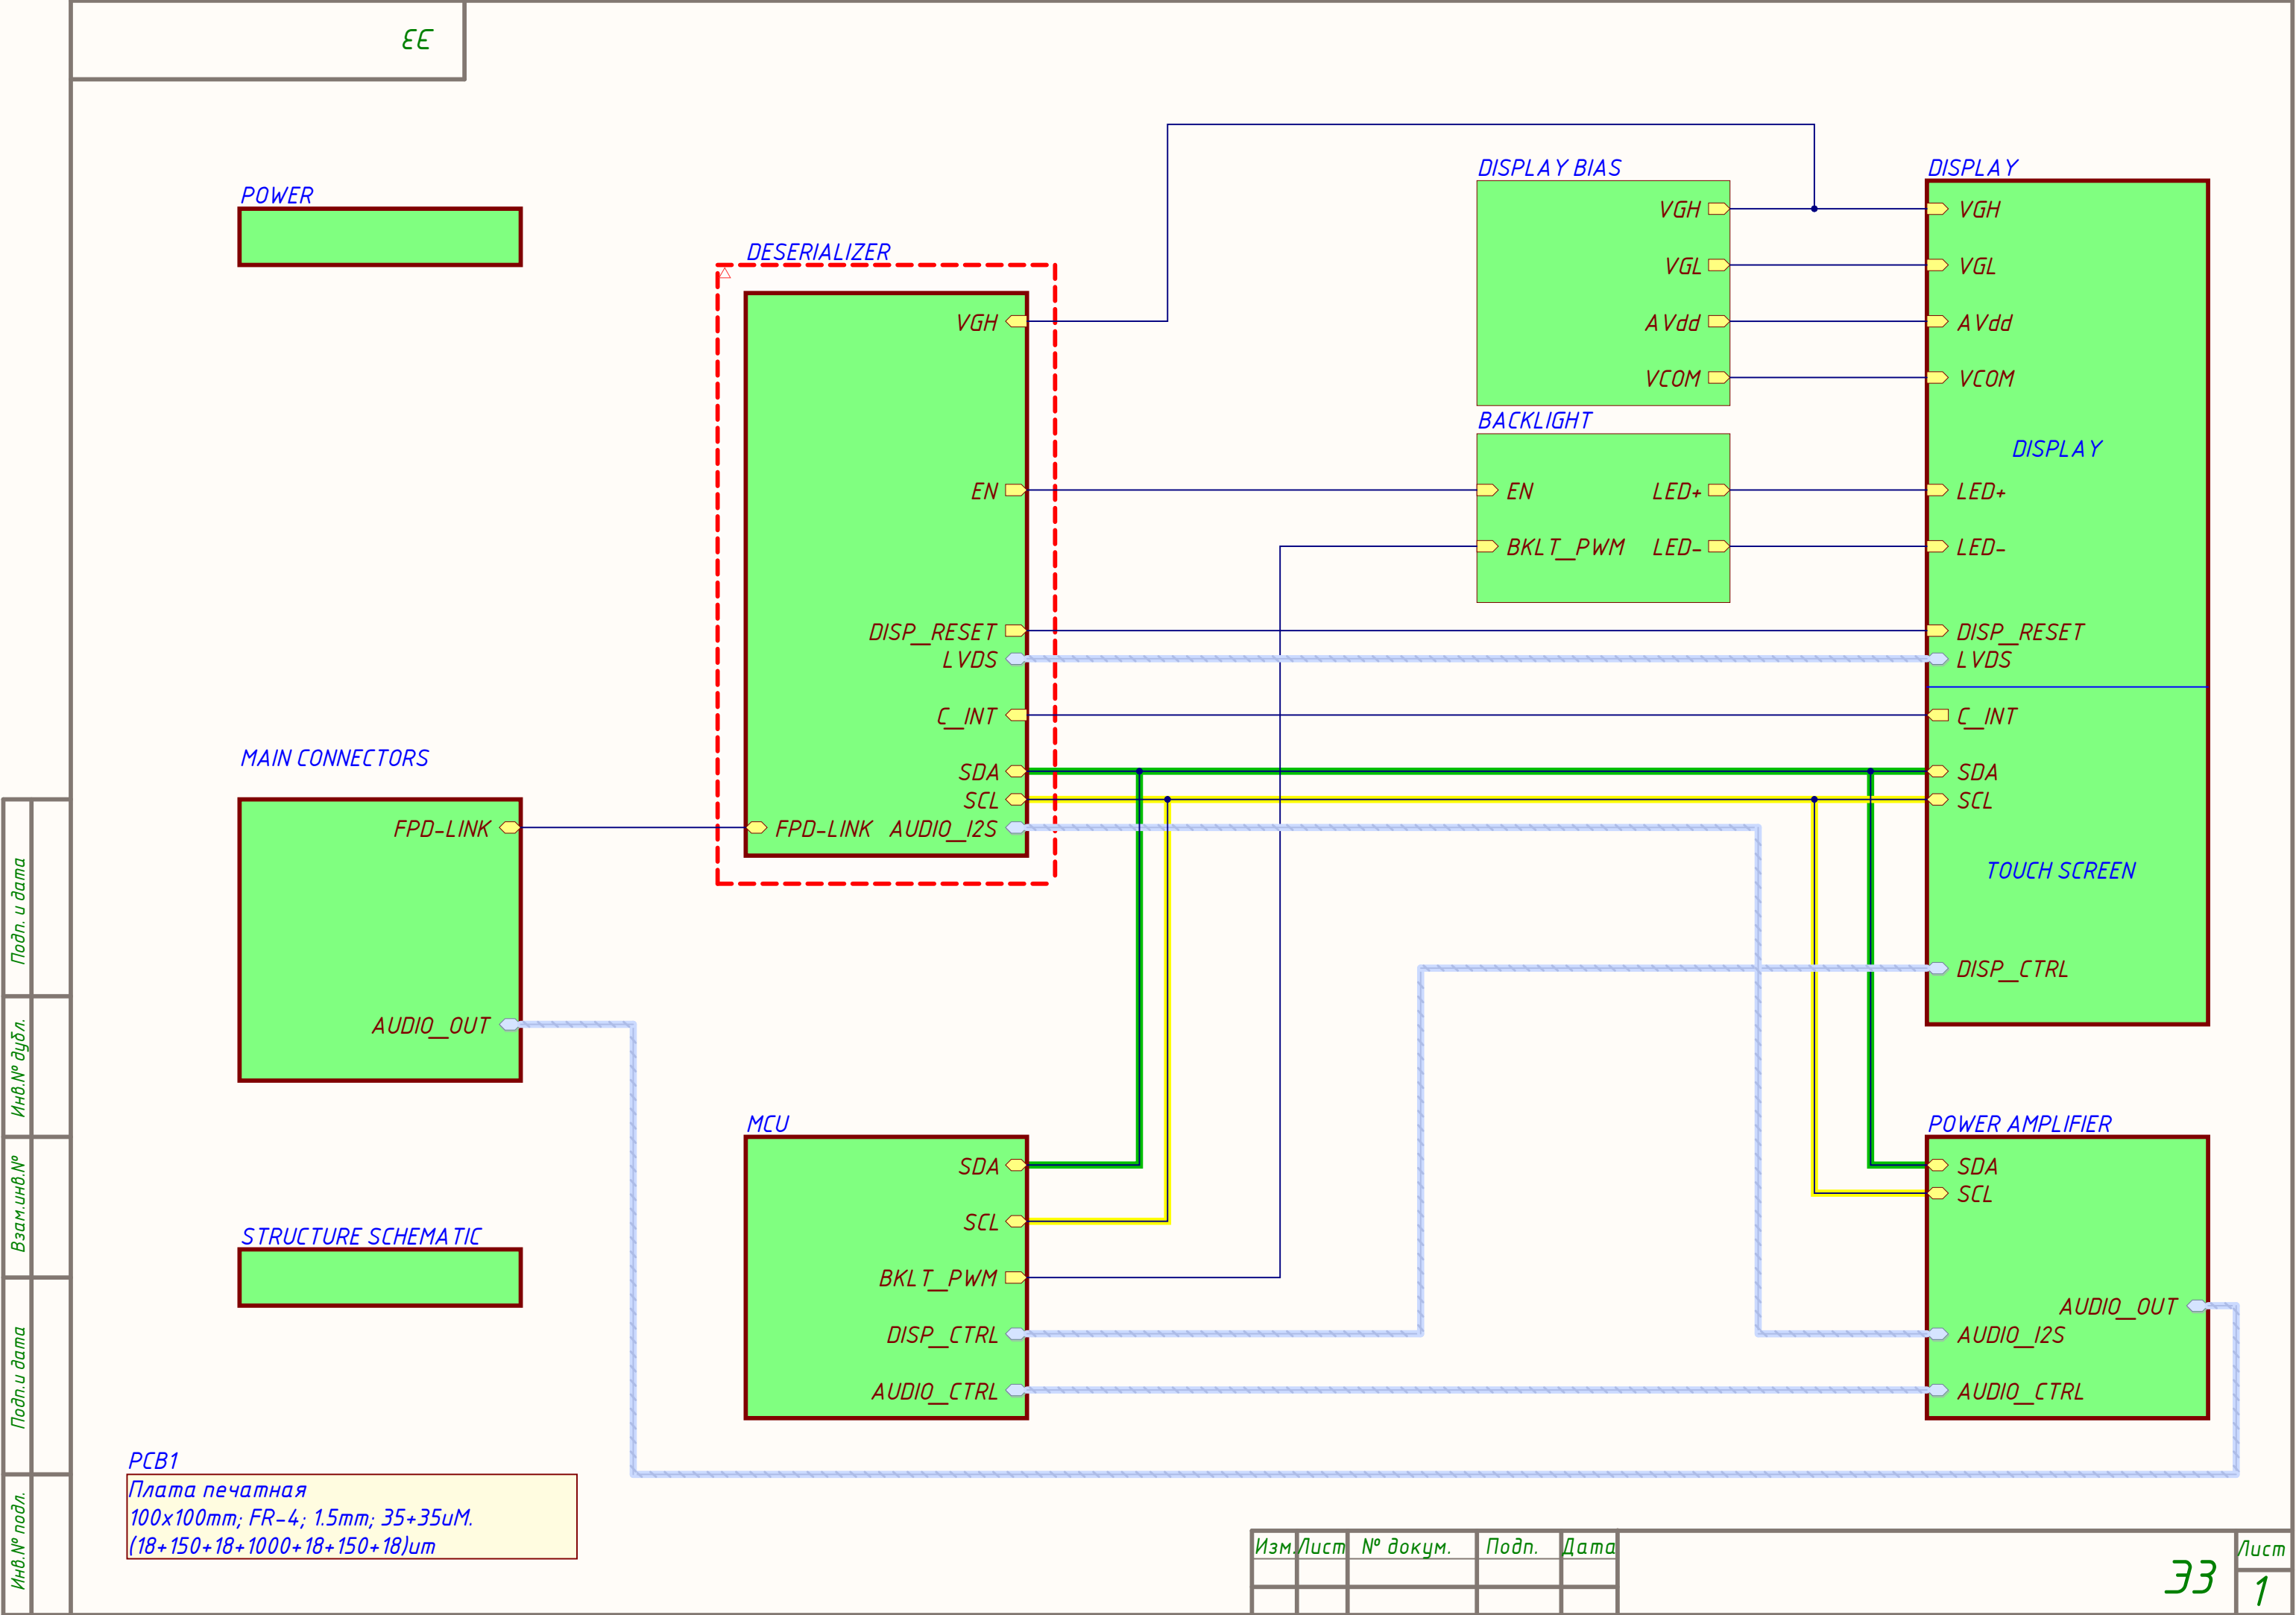 ЭЗ
POWER
DESERIALIZER
VGH
EN
DISP_RESET
LVDS
C_INT
SDA
SCL
FPD-LINK AUDIO_I2S
DISPLAY BIAS
VGH
VGL
AVdd
VCOM
BACKLIGHT
EN LED+
BKLT_PWM LED-
DISPLAY
VGH
VGL
AVdd
VCOM
DISPLAY
LED+
LED-
DISP_RESET
LVDS
C_INT
SDA
SCL
TOUCH SCREEN
DISP_CTRL
MAIN CONNECTORS
FPD-LINK
AUDIO_OUT
MCU
SDA
SCL
BKLT_PWM
DISP_CTRL
AUDIO_CTRL
POWER AMPLIFIER
SDA
SCL
AUDIO_OUT
AUDIO_I2S
AUDIO_CTRL
STRUCTURE SCHEMATIC
PCB1
Плата печатная
100x100mm; FR-4; 1.5mm; 35+35uM.
(18+150+18+1000+18+150+18)um
Подп. и дата
Инв.№ дубл.
Взам.инв.№
Подп.и дата
Инв.№ подл.
Изм. Лист № докум. Подп. Дата
ЭЗ
Лист
1